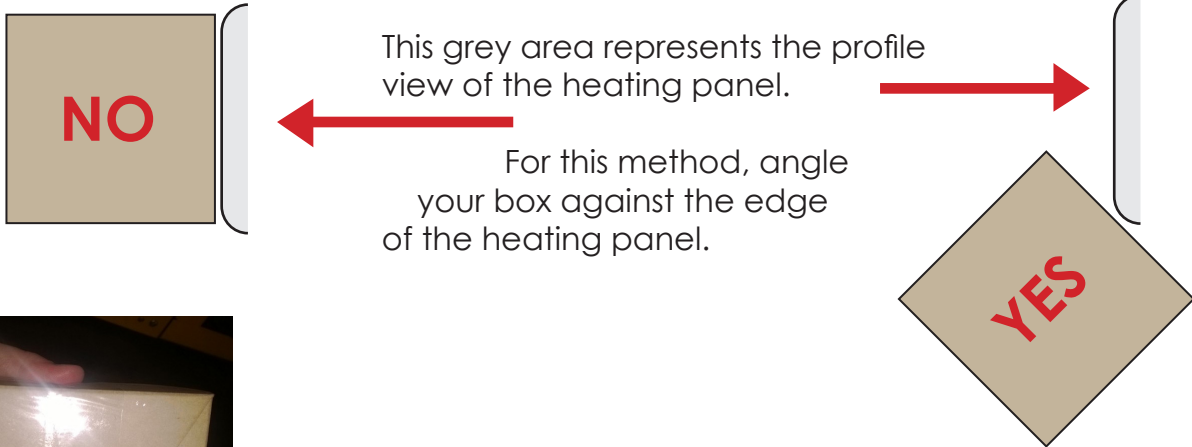 NO
This grey area represents the profile
view of the heating panel.
For this method, angle
your box against the edge
of the heating panel.
YES